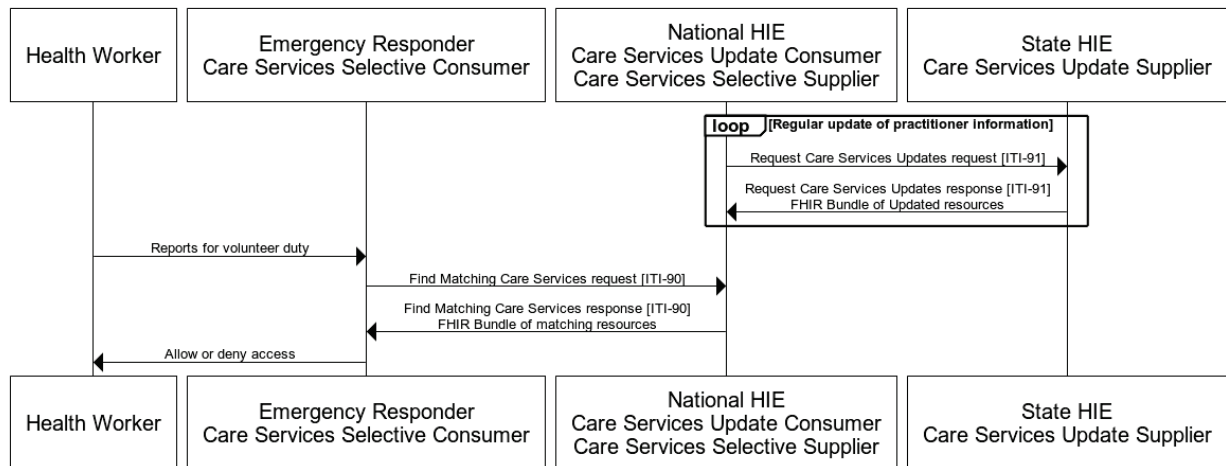 Health Worker
Emergency Responder
Care Services Selective Consumer
National HIE
Care Services Update Consumer
Care Services Selective Supplier
State HIE
Care Services Update Supplier
loop [Regular update of practitioner information]
Request Care Services Updates request [ITI-91]
Request Care Services Updates response [ITI-91]
FHIR Bundle of Updated resources
Reports for volunteer duty
Find Matching Care Services request [ITI-90]
Find Matching Care Services response [ITI-90]
FHIR Bundle of matching resources
Allow or deny access
Health Worker
Emergency Responder
Care Services Selective Consumer
National HIE
Care Services Update Consumer
Care Services Selective Supplier
State HIE
Care Services Update Supplier